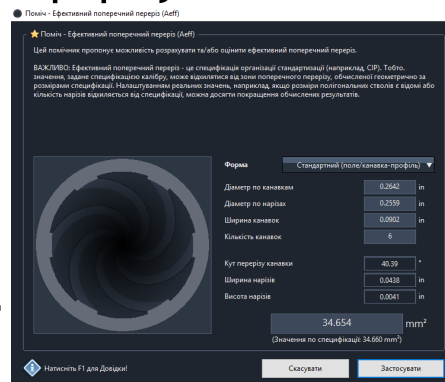 Поміч - Ефективний поперечний переріз (Aeff)
Поміч - Ефективний поперечний переріз (Aeff)
Цей помічник пропонує можливість розрахувати та/або оцінити ефективний поперечний переріз.
ВАЖЛИВО: Ефективний поперечний переріз - це специфікація організації стандартизації (наприклад, CIP). Тобто.
значення, задане специфікацією калібру, може відхилятися від зони поперечного перерізу, обчисленої геометрично за
розмірами специфікації. Налаштуванням реальних значень, наприклад, якщо розміри полігональних стволів є відомі або
кількість нарізів відхиляється від специфікації, можна досягти покращення обчислених результатів.
Форма Стандартний (поле/канавка-профіль)
Діаметр по канавкам 0.2642 in
Діаметр по нарізах 0.2559 in
Ширина канавок 0.0902 in
Кількість канавок 6
Кут перерізу канавки 40.39 °
Ширина нарізів 0.0438 in
Висота нарізів 0.0041 in
34.654 mm²
(Значення по специфікації: 34.660 mm²)
Натисніть F1 для Довідки! Скасувати Застосувати